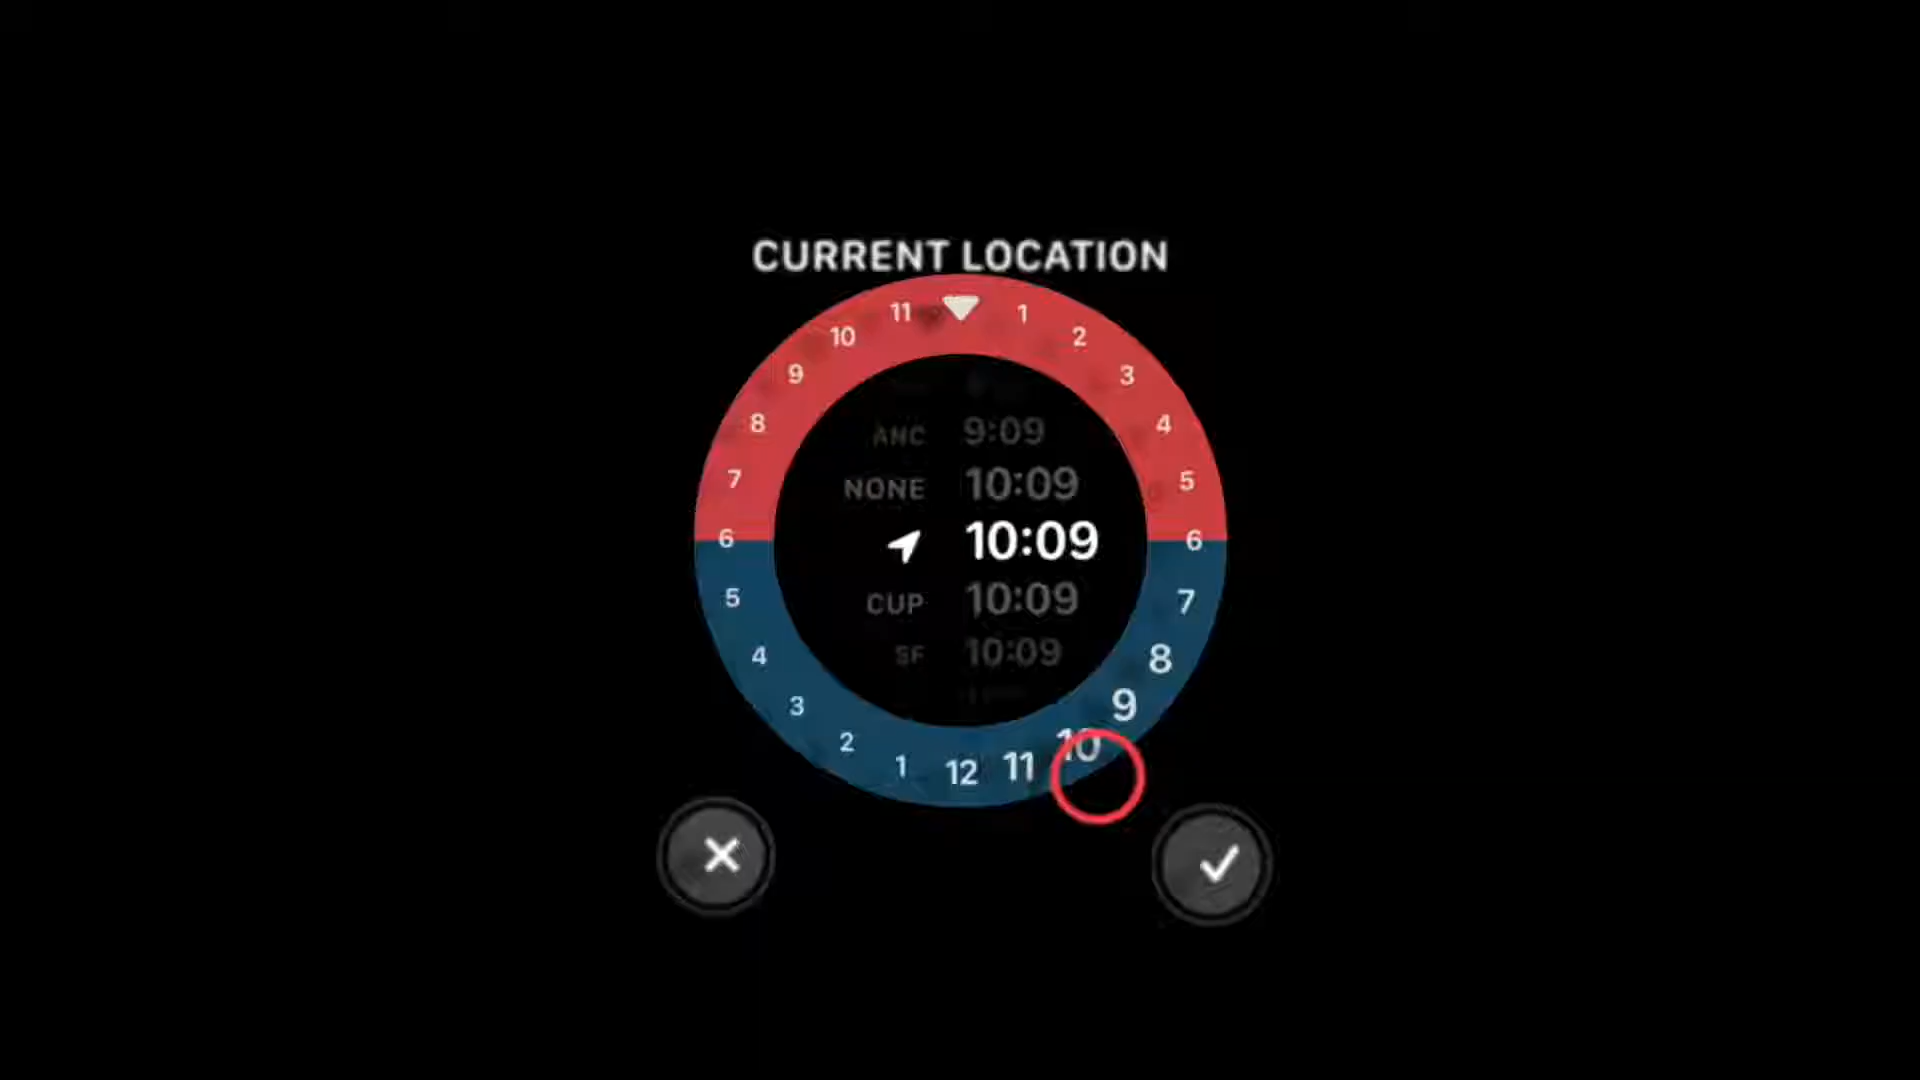 CURRENT LOCATION
11 1
10 2
9 3
8 4
7 5
6 6
5 7
4 8
3 9
2 10
1 12 11
ANC 9:09
NONE 10:09
10:09
CUP 10:09
SF 10:09